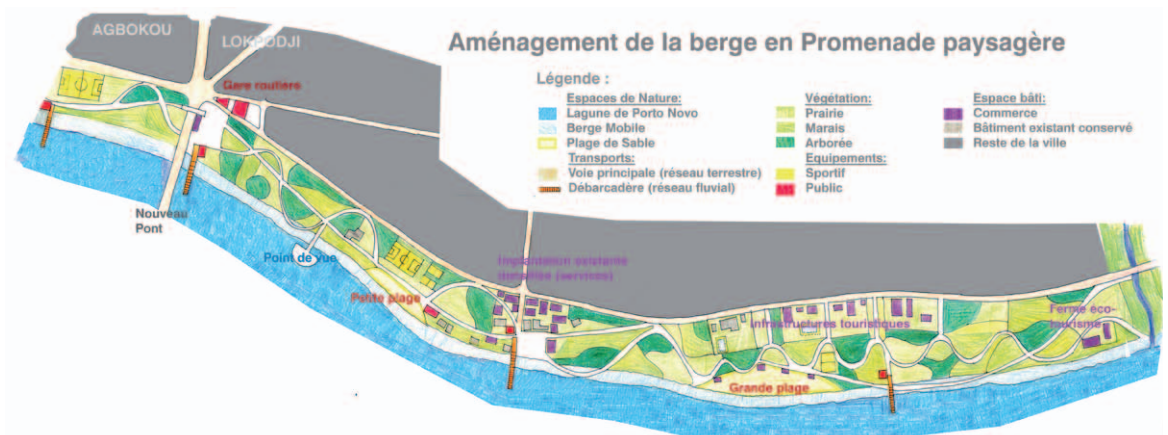 AGBOKOU
LOKPODJI
Aménagement de la berge en Promenade paysagère
Légende :
Espaces de Nature:
Lagune de Porto Novo
Berge Mobile
Plage de Sable
Transports:
Voie principale (réseau terrestre)
Débarcadère (réseau fluvial)
Végétation:
Prairie
Marais
Arborée
Equipements:
Sportif
Public
Espace bâti:
Commerce
Bâtiment existant conservé
Reste de la ville
Gare routière
Nouveau
Pont
Point de vue
Petite plage
existante
(services)
Infrastructures touristiques
Grande plage
Ferme éco-
tourisme